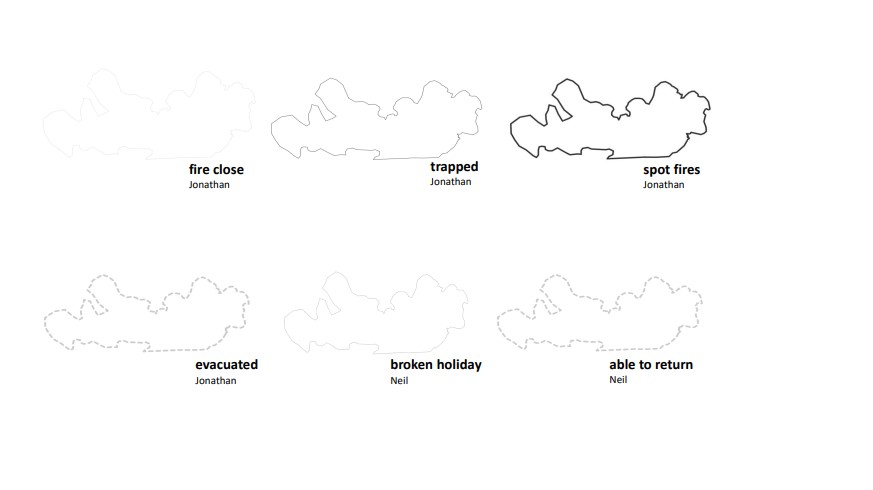 fire close
Jonathan
trapped
Jonathan
spot fires
Jonathan
evacuated
Jonathan
broken holiday
Neil
able to return
Neil